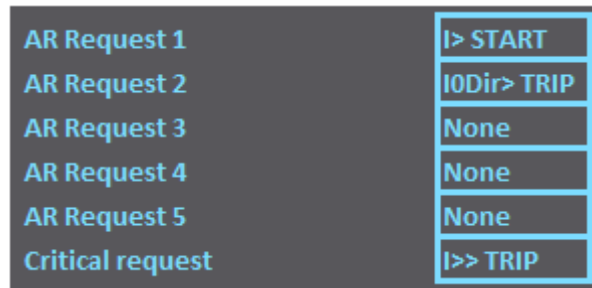 AR Request 1 I> START
AR Request 2 I0Dir> TRIP
AR Request 3 None
AR Request 4 None
AR Request 5 None
Critical request I>> TRIP